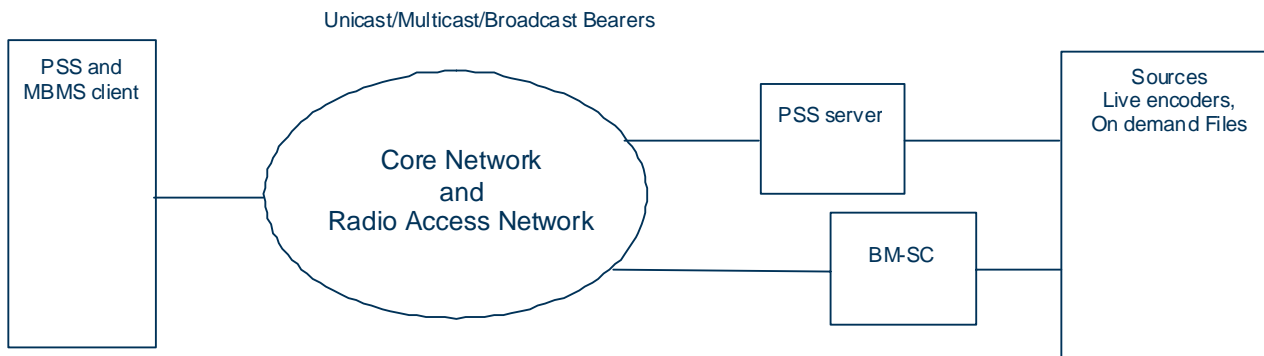 Unicast/Multicast/Broadcast Bearers
PSS and
MBMS client
Core Network
and
Radio Access Network
PSS server
BM-SC
Sources
Live encoders,
On demand Files